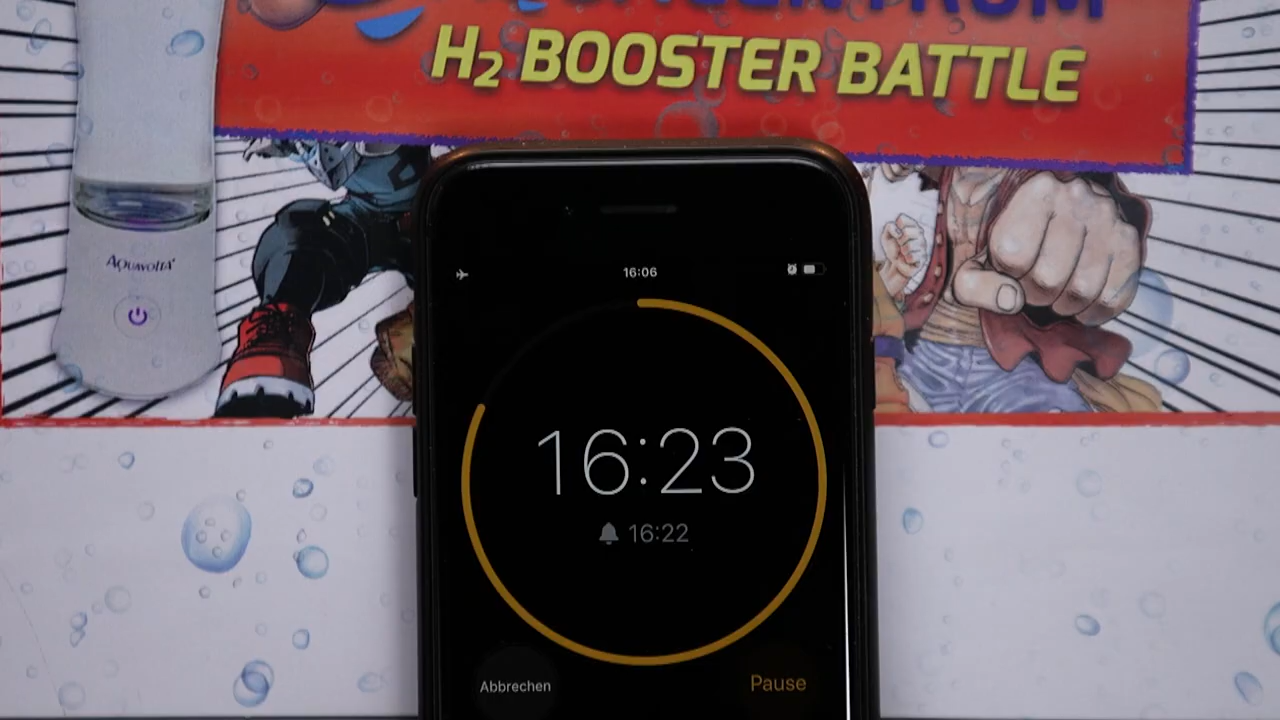 H₂ BOOSTER BATTLE
AQUAVOLTA®
16:06
16:23
16:22
Abbrechen
Pause